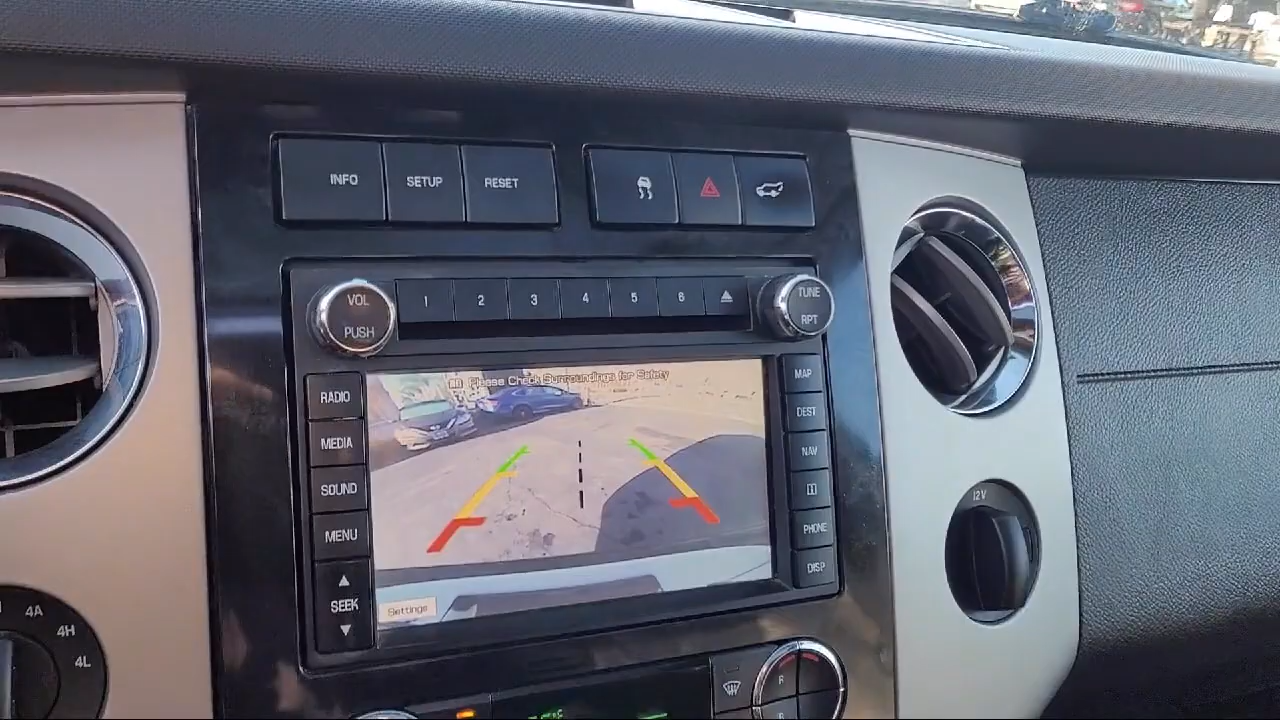 INFO
SETUP
RESET
VOL
PUSH
1
2
3
4
5
6
TUNE
RPT
RADIO
MEDIA
SOUND
MENU
SEEK
Please Check Surroundings for Safety
Settings
MAP
DEST
NAV
PHONE
DISP
12V
4A
4H
4L
R
R